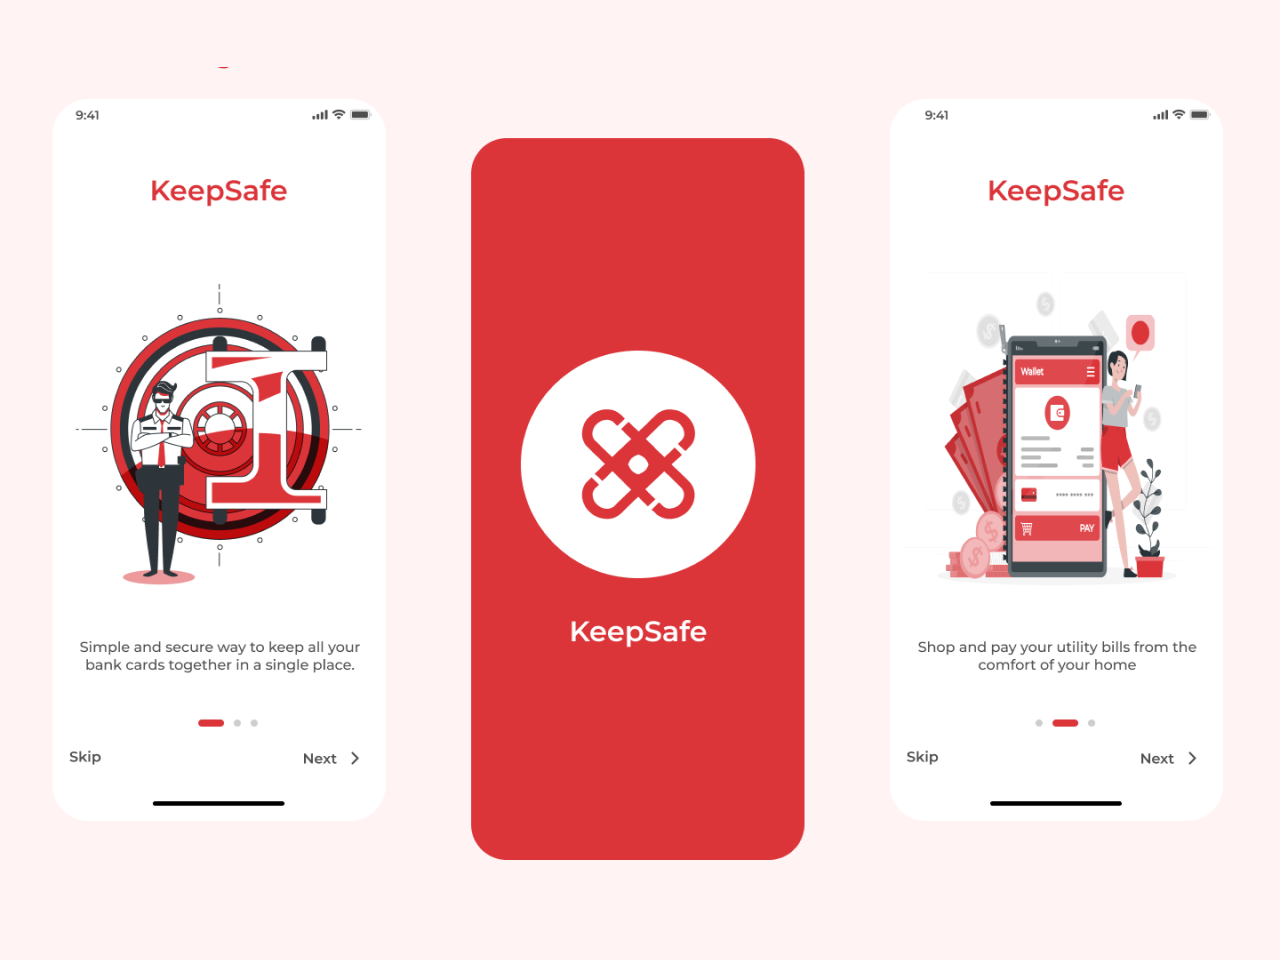 9:41
KeepSafe
Simple and secure way to keep all your
bank cards together in a single place.
Skip
Next
KeepSafe
9:41
KeepSafe
$
$
Wallet
$
$
**** **** **** ***
$
$
PAY
Shop and pay your utility bills from the
comfort of your home
Skip
Next